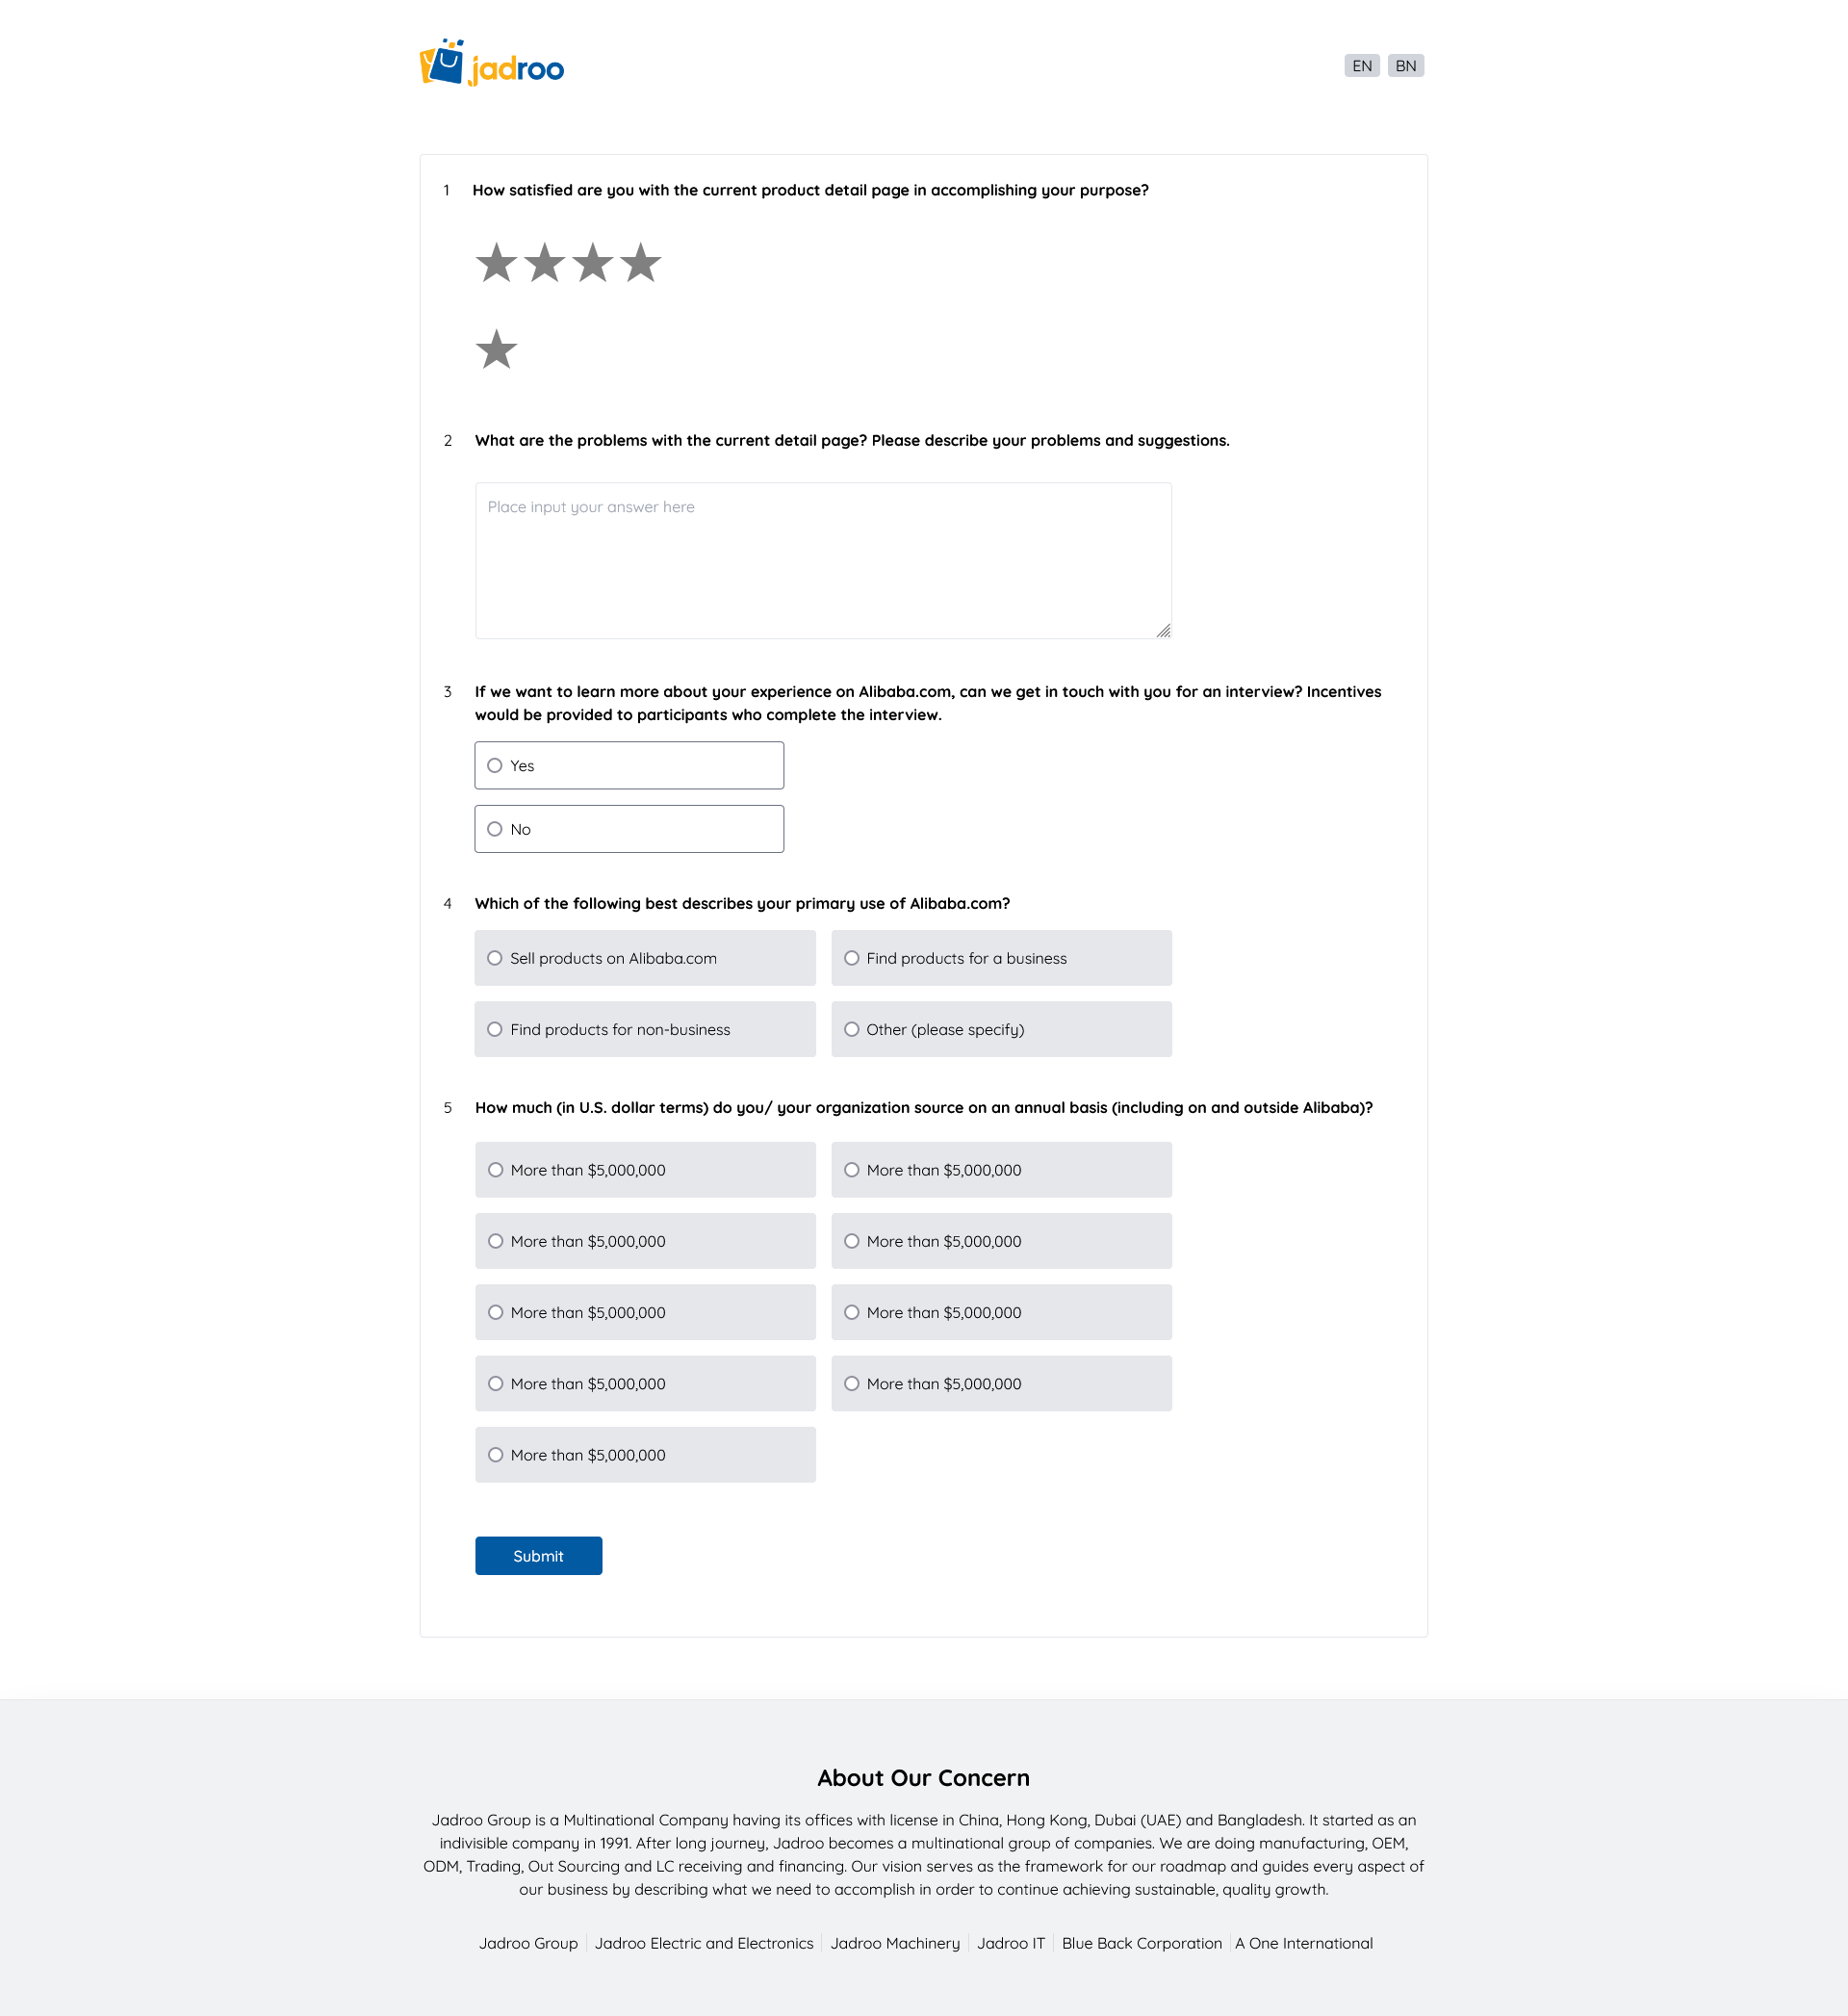 jadroo
EN BN
1 How satisfied are you with the current product detail page in accomplishing your purpose?
2 What are the problems with the current detail page? Please describe your problems and suggestions.
Place input your answer here
3 If we want to learn more about your experience on Alibaba.com, can we get in touch with you for an interview? Incentives
would be provided to participants who complete the interview.
Yes
No
4 Which of the following best describes your primary use of Alibaba.com?
Sell products on Alibaba.com Find products for a business
Find products for non-business Other (please specify)
5 How much (in U.S. dollar terms) do you/ your organization source on an annual basis (including on and outside Alibaba)?
More than $5,000,000 More than $5,000,000
More than $5,000,000 More than $5,000,000
More than $5,000,000 More than $5,000,000
More than $5,000,000 More than $5,000,000
More than $5,000,000
Submit
About Our Concern
Jadroo Group is a Multinational Company having its offices with license in China, Hong Kong, Dubai (UAE) and Bangladesh. It started as an
indivisible company in 1991. After long journey, Jadroo becomes a multinational group of companies. We are doing manufacturing, OEM,
ODM, Trading, Out Sourcing and LC receiving and financing. Our vision serves as the framework for our roadmap and guides every aspect of
our business by describing what we need to accomplish in order to continue achieving sustainable, quality growth.
Jadroo Group Jadroo Electric and Electronics Jadroo Machinery Jadroo IT Blue Back Corporation A One International